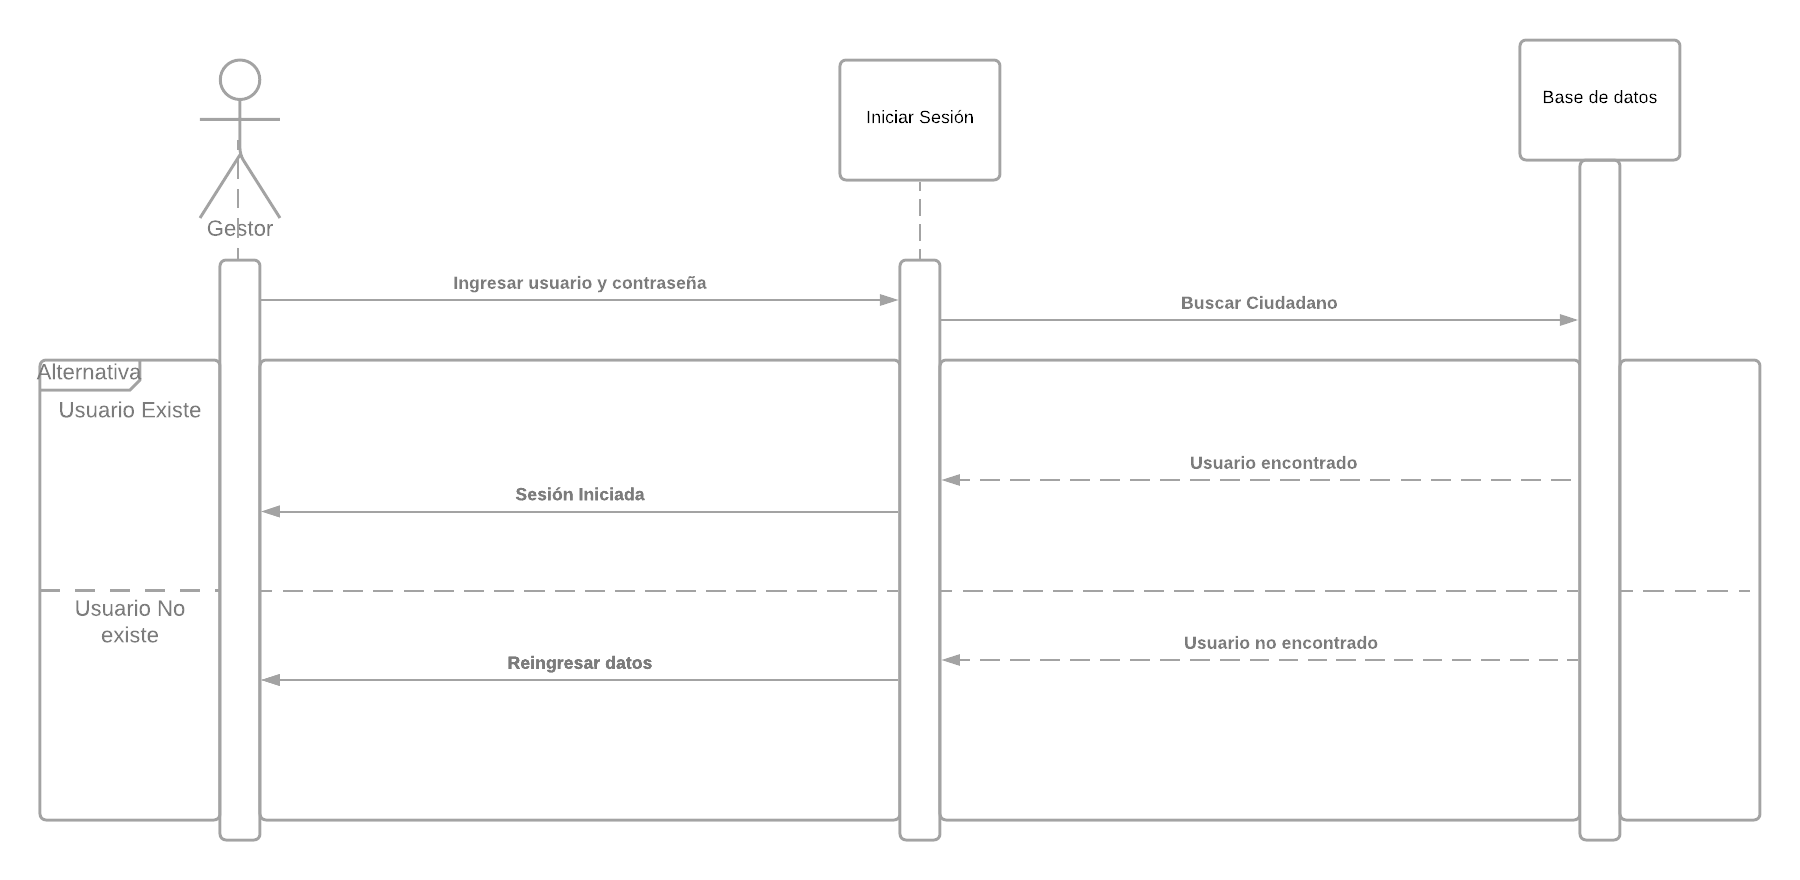 Base de datos
Iniciar Sesión
Gestor
Ingresar usuario y contraseña
Buscar Ciudadano
Alternativa
Usuario Existe
Usuario encontrado
Sesión Iniciada
Usuario No
existe
Usuario no encontrado
Reingresar datos